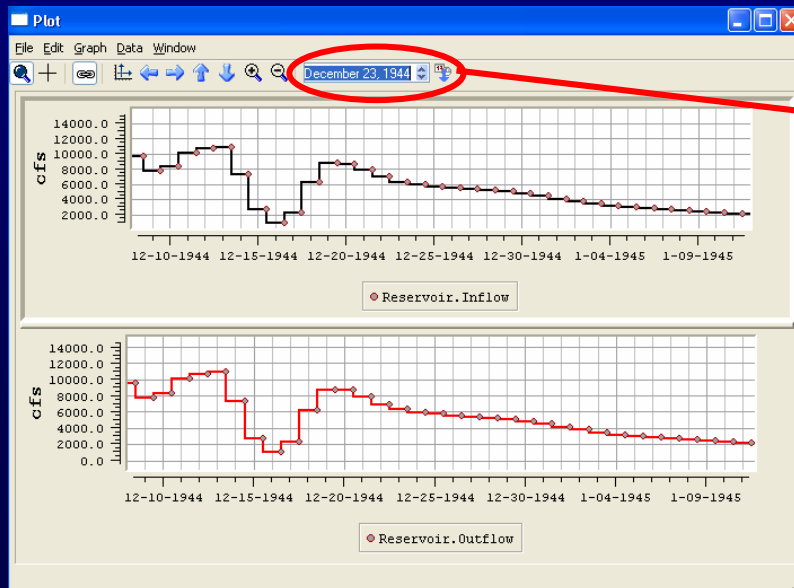 Plot
File Edit Graph Data Window
December 23, 1944
14000.0
12000.0
10000.0
8000.0
6000.0
4000.0
2000.0
cfs
12-10-1944 12-15-1944 12-20-1944 12-25-1944 12-30-1944 1-04-1945 1-09-1945
Reservoir.Inflow
14000.0
12000.0
10000.0
8000.0
6000.0
4000.0
2000.0
0.0
cfs
12-10-1944 12-15-1944 12-20-1944 12-25-1944 12-30-1944 1-04-1945 1-09-1945
Reservoir.Outflow